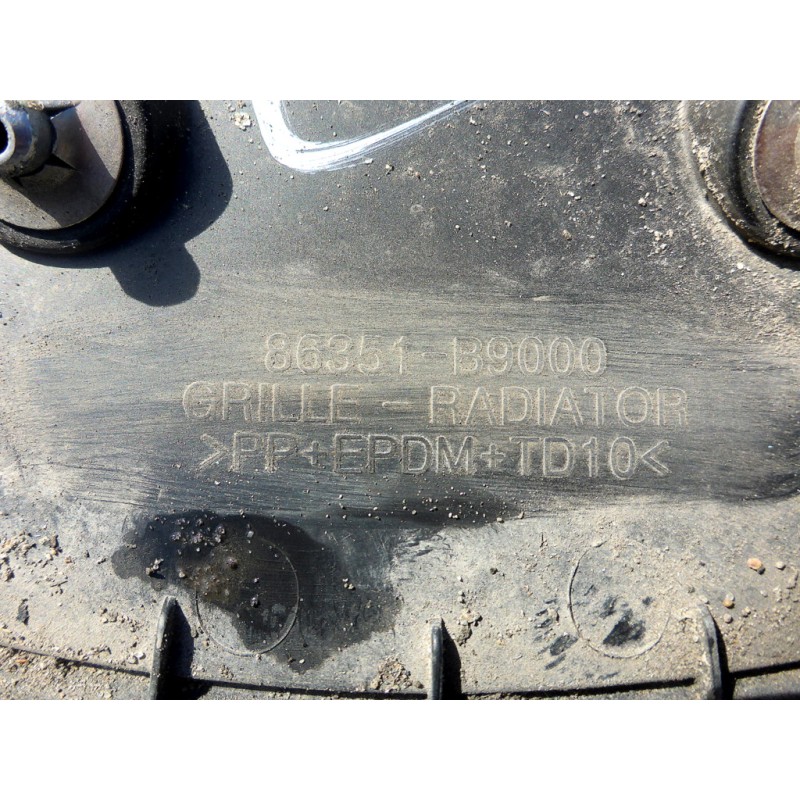 86351-B9000
GRILLE - RADIATOR
>PP+EPDM+TD10<